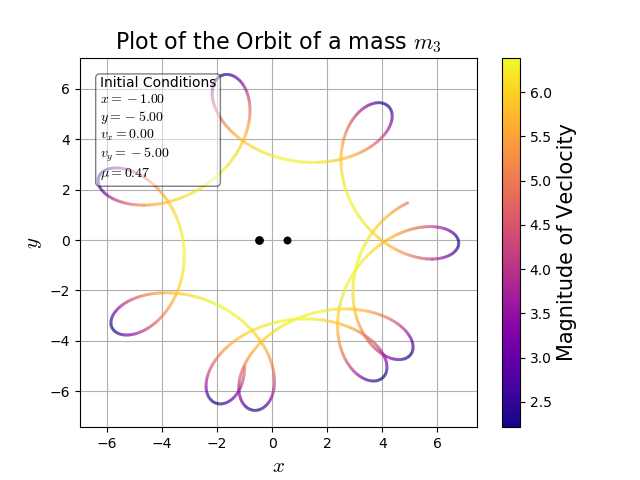 Plot of the Orbit of a mass m₃
Initial Conditions
x = −1.00
y = −5.00
vₓ = 0.00
v_y = −5.00
μ = 0.47
6
4
2
0
−2
−4
−6
y
−6 −4 −2 0 2 4 6
x
6.0
5.5
5.0
4.5
4.0
3.5
3.0
2.5
Magnitude of Veclocity